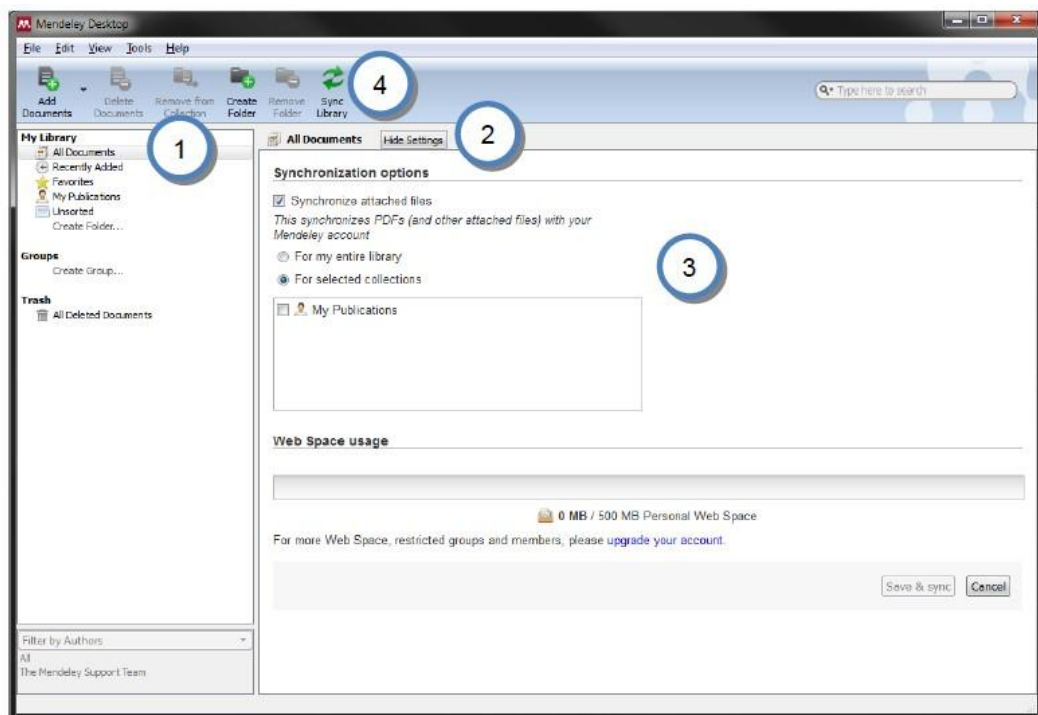 Mendeley Desktop
File Edit View Tools Help
Add Documents
Delete Documents
Remove from Collection
Create Folder
Remove Folder
Sync Library
4
Type here to search
My Library
All Documents
Recently Added
Favorites
My Publications
Unsorted
Create Folder...
Groups
Create Group...
Trash
All Deleted Documents
Filter by Authors
All
The Mendeley Support Team
1
All Documents Hide Settings
2
Synchronization options
Synchronize attached files
This synchronizes PDFs (and other attached files) with your
Mendeley account
For my entire library
For selected collections
3
My Publications
Web Space usage
0 MB / 500 MB Personal Web Space
For more Web Space, restricted groups and members, please upgrade your account.
Save & sync Cancel